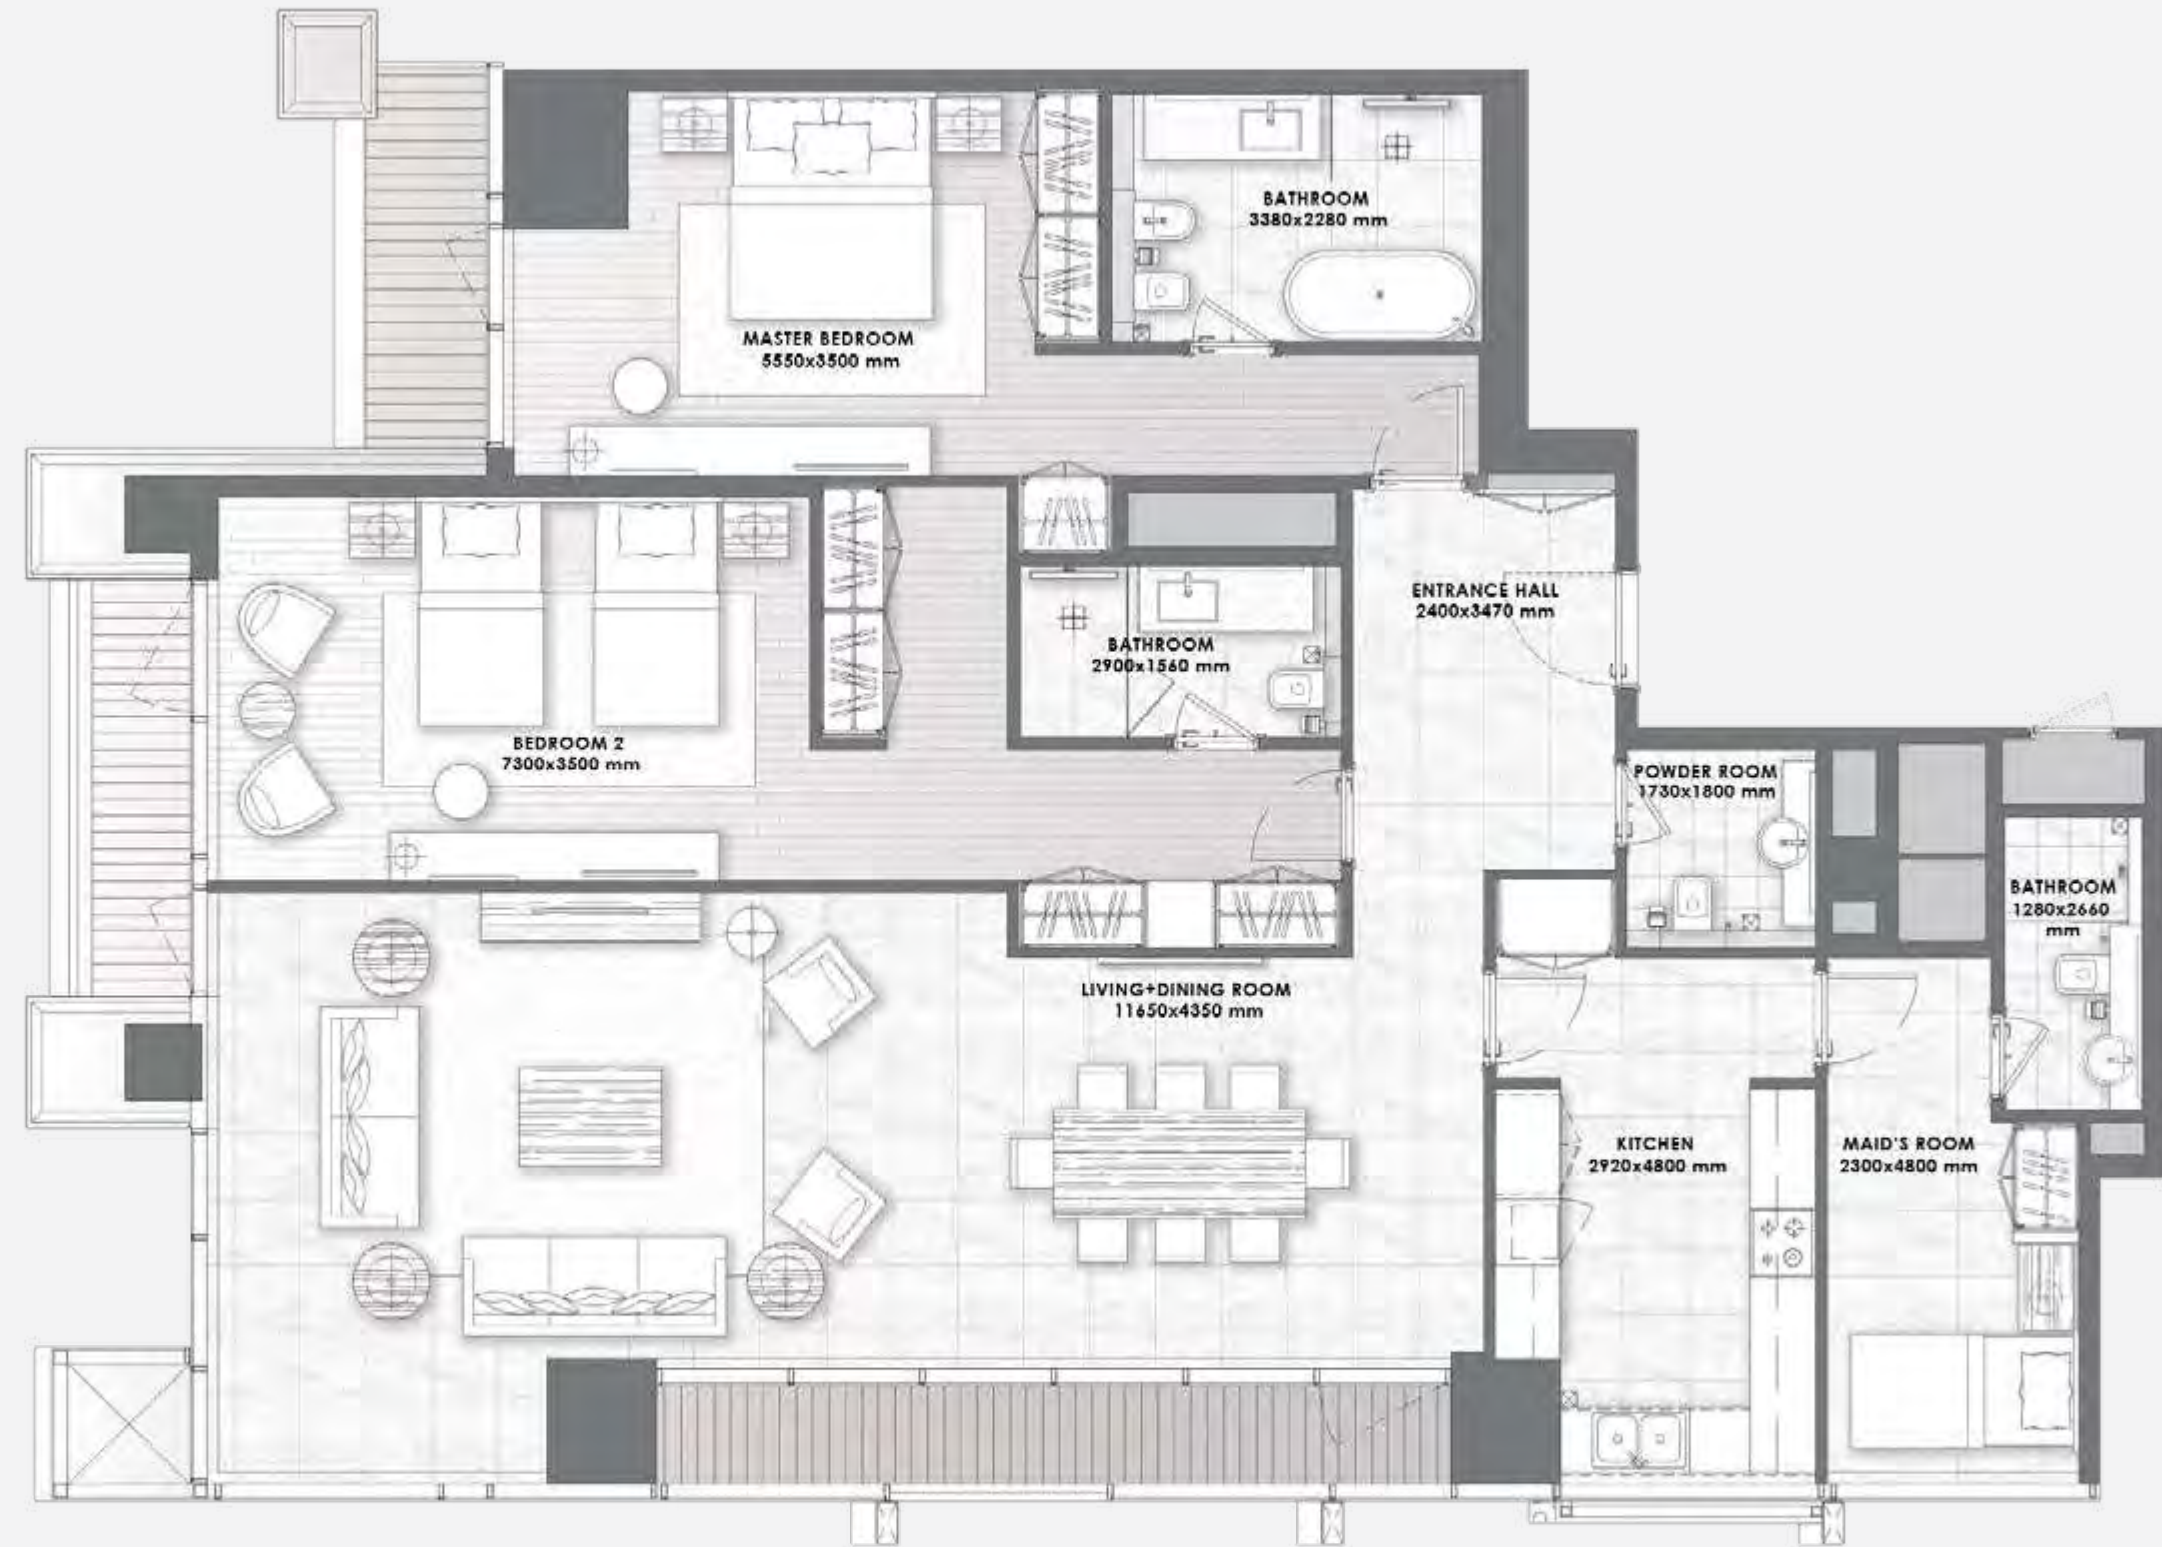 BATHROOM
3380x2280 mm
MASTER BEDROOM
5550x3500 mm
ENTRANCE HALL
2400x3470 mm
BATHROOM
2900x1560 mm
BEDROOM 2
7300x3500 mm
POWDER ROOM
1730x1800 mm
BATHROOM
1280x2660
mm
LIVING+DINING ROOM
11650x4350 mm
KITCHEN
2920x4800 mm
MAID'S ROOM
2300x4800 mm